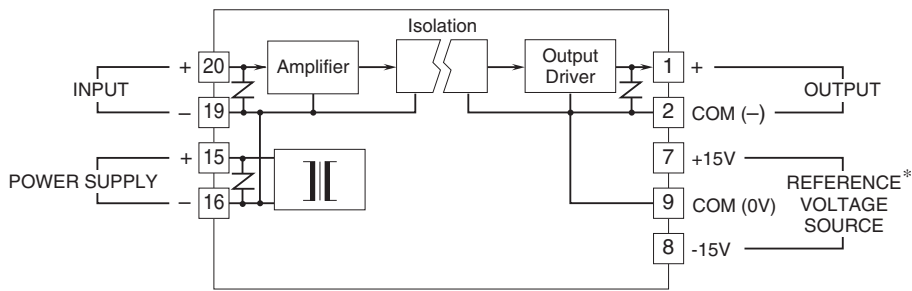 Isolation
+ 20 Amplifier Output Driver 1 +
INPUT OUTPUT
– 19 2 COM (–)
+ 15 7 +15V
POWER SUPPLY REFERENCE* VOLTAGE SOURCE
– 16 9 COM (0V)
8 -15V